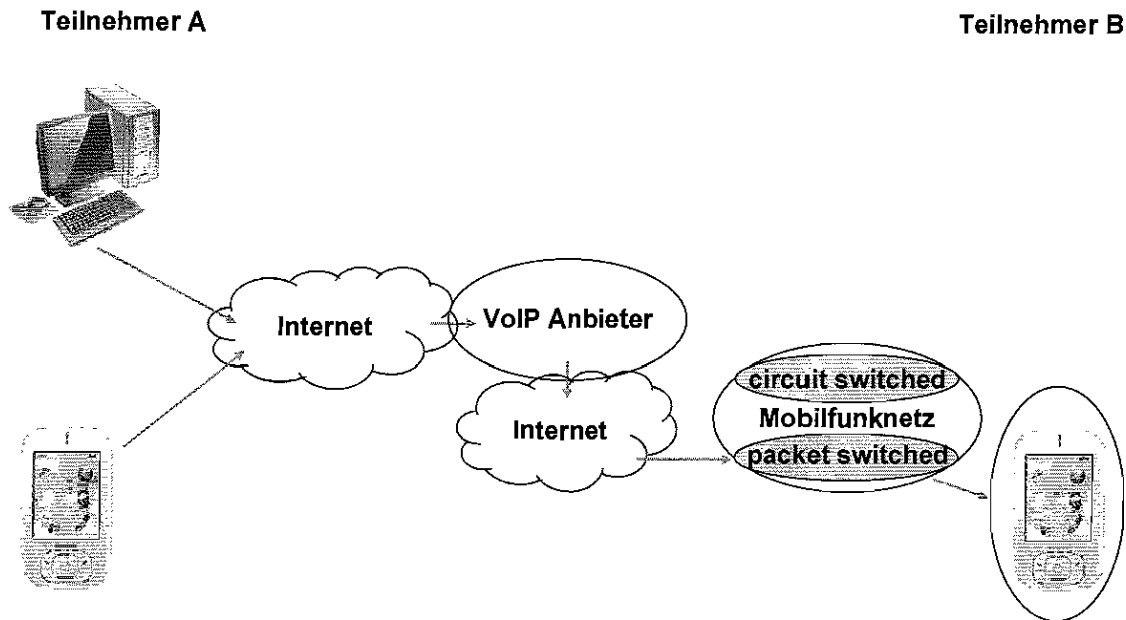 Teilnehmer A
Teilnehmer B
Internet
VoIP Anbieter
Internet
circuit switched
Mobilfunknetz
packet switched